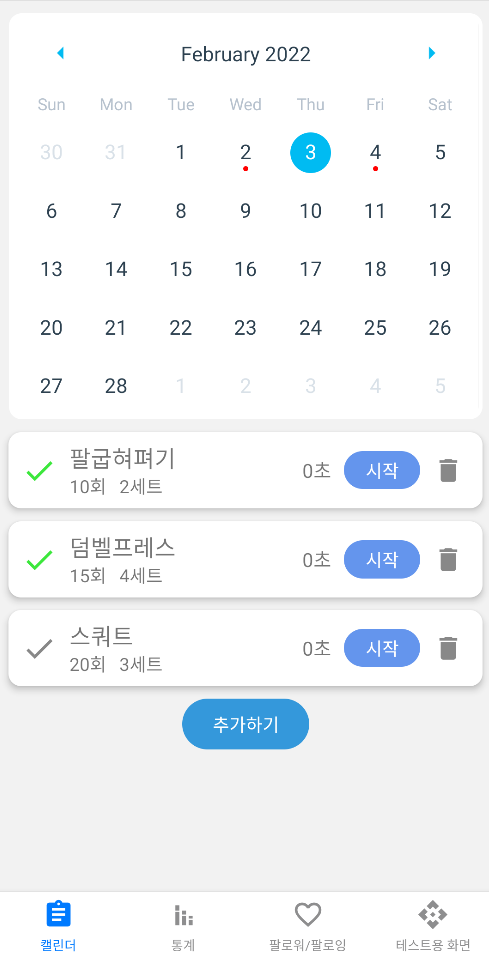 February 2022
Sun Mon Tue Wed Thu Fri Sat
30 31 1 2 3 4 5
6 7 8 9 10 11 12
13 14 15 16 17 18 19
20 21 22 23 24 25 26
27 28 1 2 3 4 5
팔굽혀펴기
10회 2세트
0초 시작
덤벨프레스
15회 4세트
0초 시작
스쿼트
20회 3세트
0초 시작
추가하기
캘린더 통계 팔로워/팔로잉 테스트용 화면